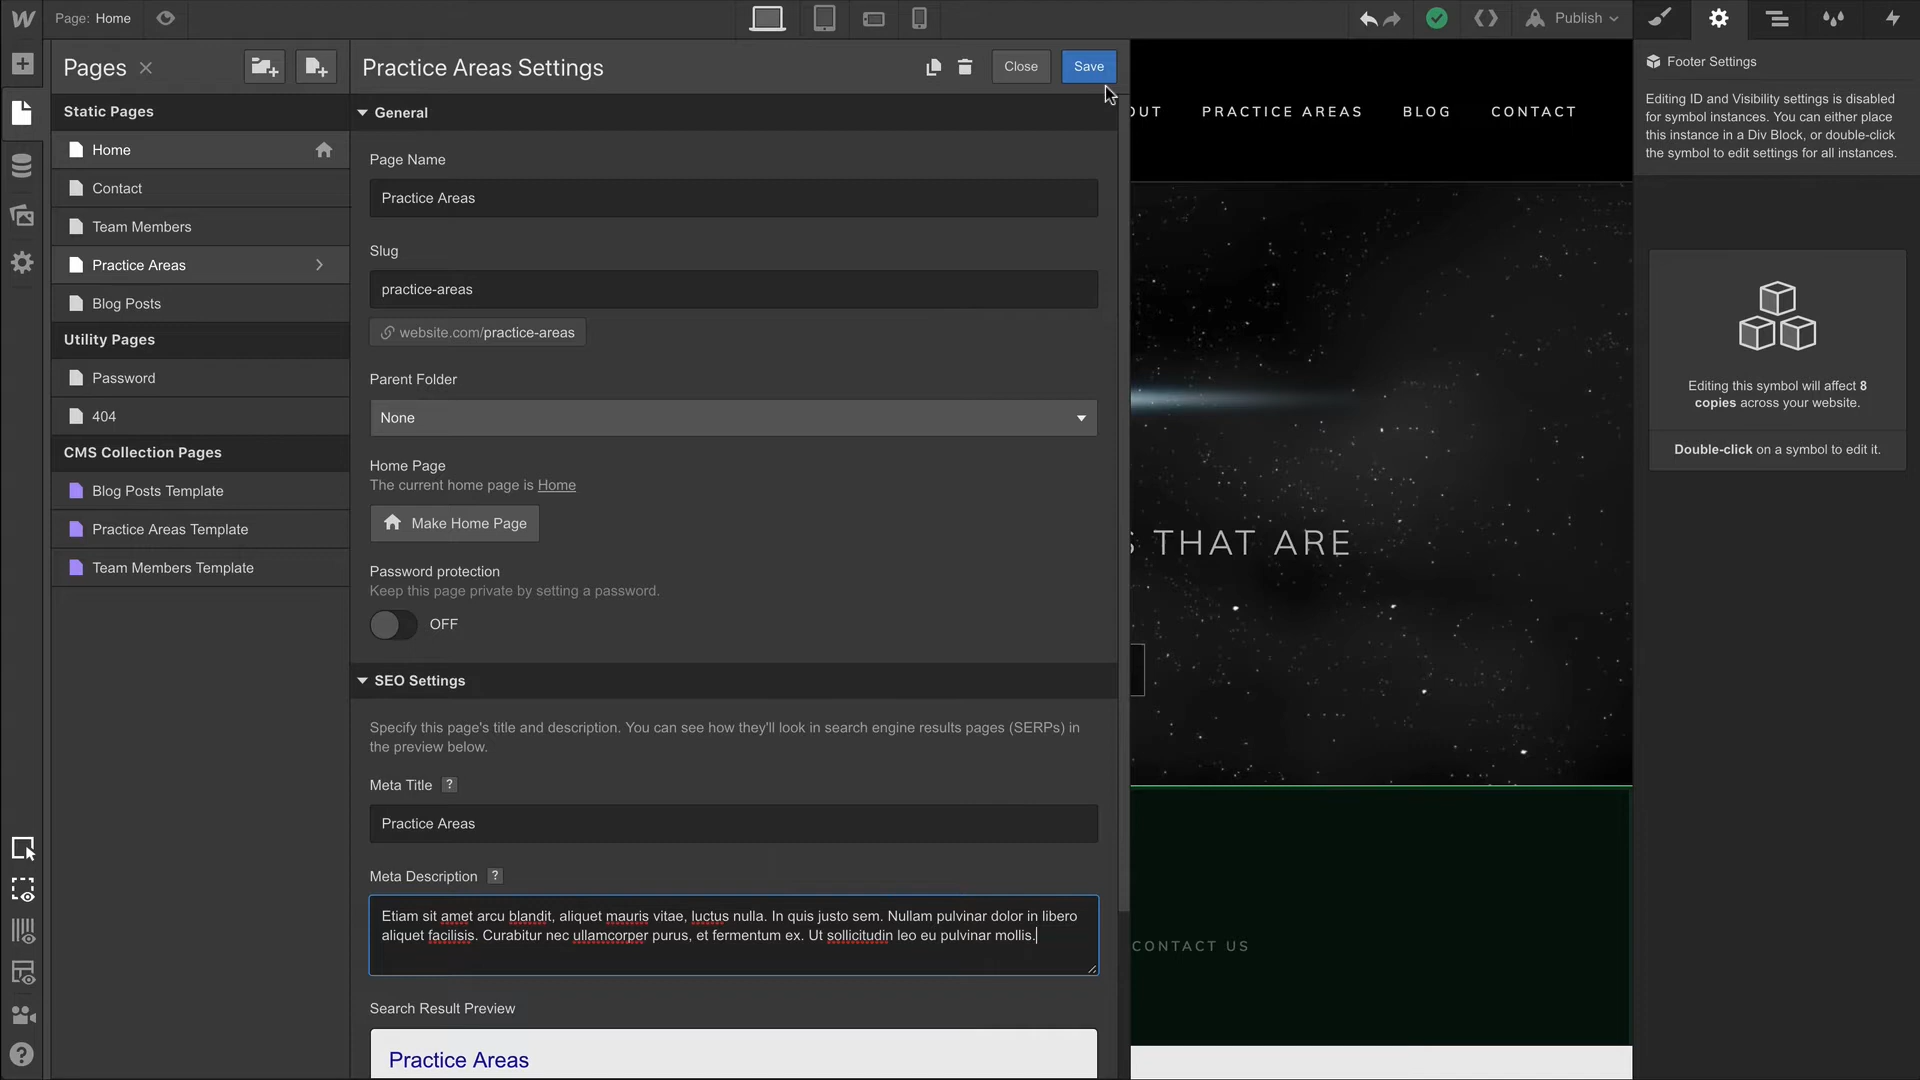 Page: Home
Publish
Pages
Practice Areas Settings
Close
Save
Footer Settings
Static Pages
General
OUT
PRACTICE AREAS
BLOG
CONTACT
Editing ID and Visibility settings is disabled
for symbol instances. You can either place
this instance in a Div Block, or double-click
the symbol to edit settings for all instances.
Home
Contact
Team Members
Practice Areas
Blog Posts
Utility Pages
Password
404
CMS Collection Pages
Blog Posts Template
Practice Areas Template
Team Members Template
Page Name
Practice Areas
Slug
practice-areas
website.com/practice-areas
Parent Folder
None
Home Page
The current home page is Home
Make Home Page
Password protection
Keep this page private by setting a password.
OFF
SEO Settings
Specify this page's title and description. You can see how they'll look in search engine results pages (SERPs) in
the preview below.
Meta Title ?
Practice Areas
Meta Description ?
Etiam sit amet arcu blandit, aliquet mauris vitae, luctus nulla. In quis justo sem. Nullam pulvinar dolor in libero
aliquet facilisis. Curabitur nec ullamcorper purus, et fermentum ex. Ut sollicitudin leo eu pulvinar mollis.
Search Result Preview
Practice Areas
THAT ARE
CONTACT US
Editing this symbol will affect 8
copies across your website.
Double-click on a symbol to edit it.
?